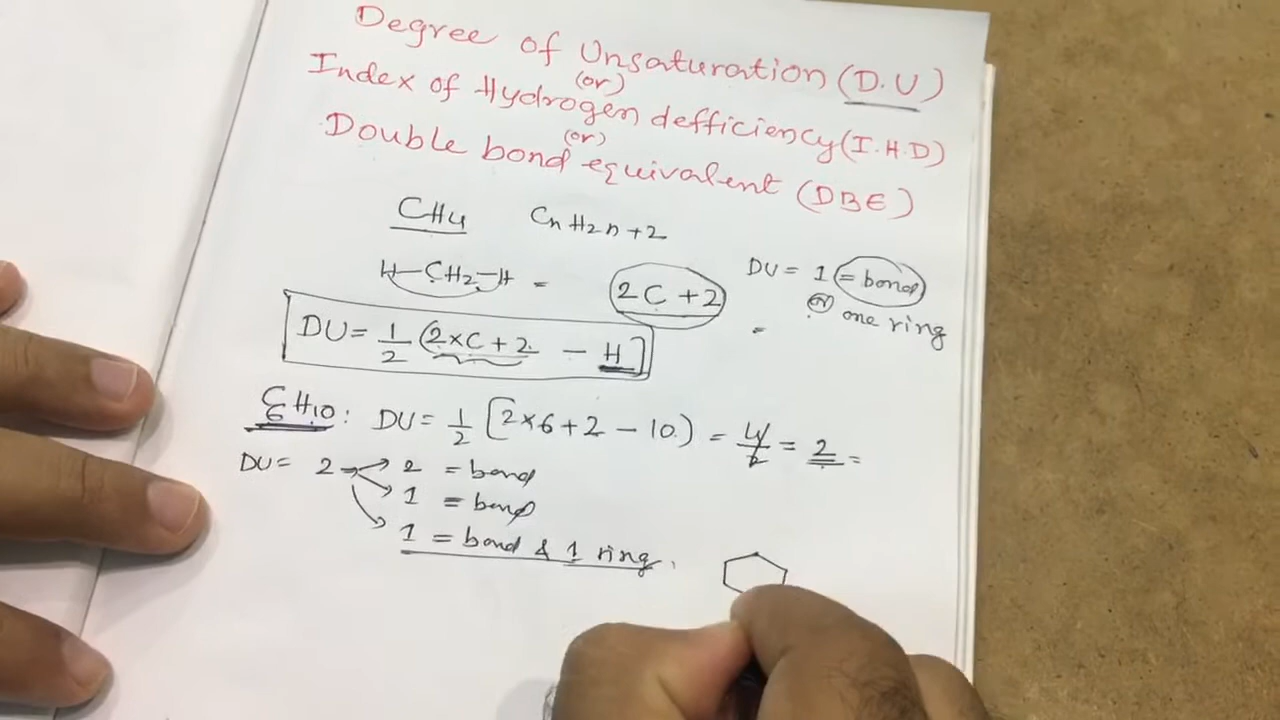 Degree of Unsaturation (D.U)
(or)
Index of Hydrogen defficiency (I.H.D)
(or)
Double bond equivalent (DBE)
CH4 CnH2n+2
H-CH2-H = 2C+2
DU = 1 = bond
(or) one ring
=
DU = 1/2 (2×C+2 - H]
C6H10 : DU = 1/2 [2×6+2-10.) = 4/2 = 2 =
DU = 2 → 2 = bond
1 ≡ bond
1 = bond & 1 ring.